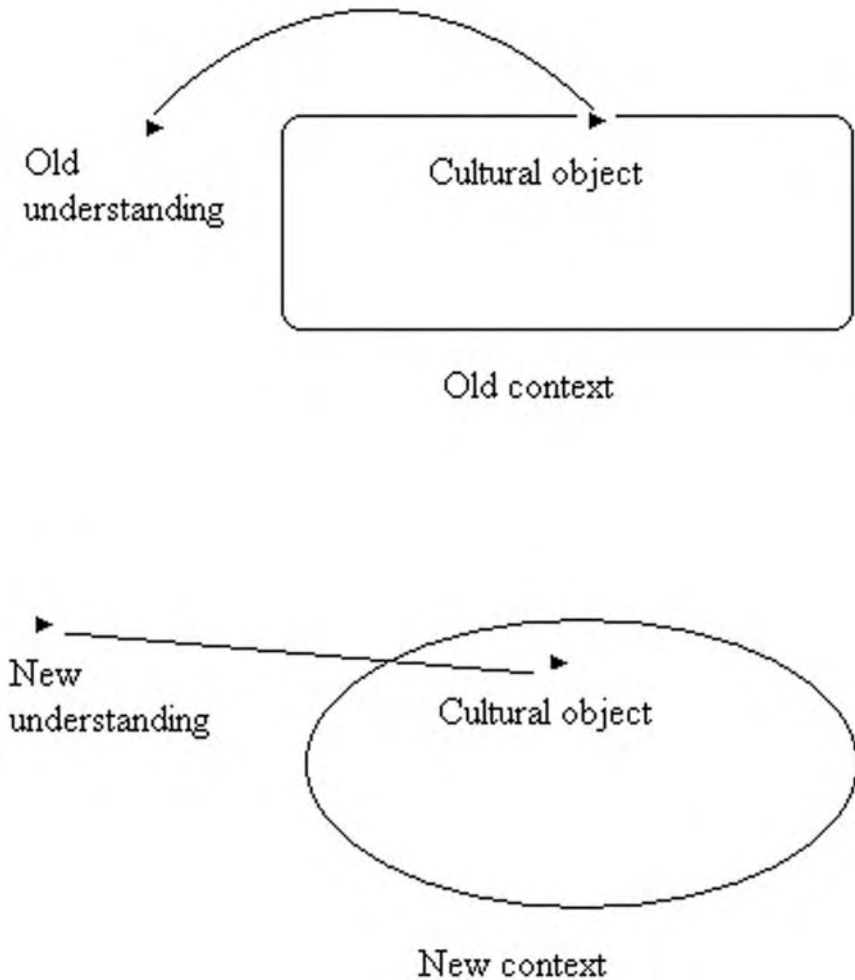 Old
understanding
Cultural object
Old context
New
understanding
Cultural object
New context